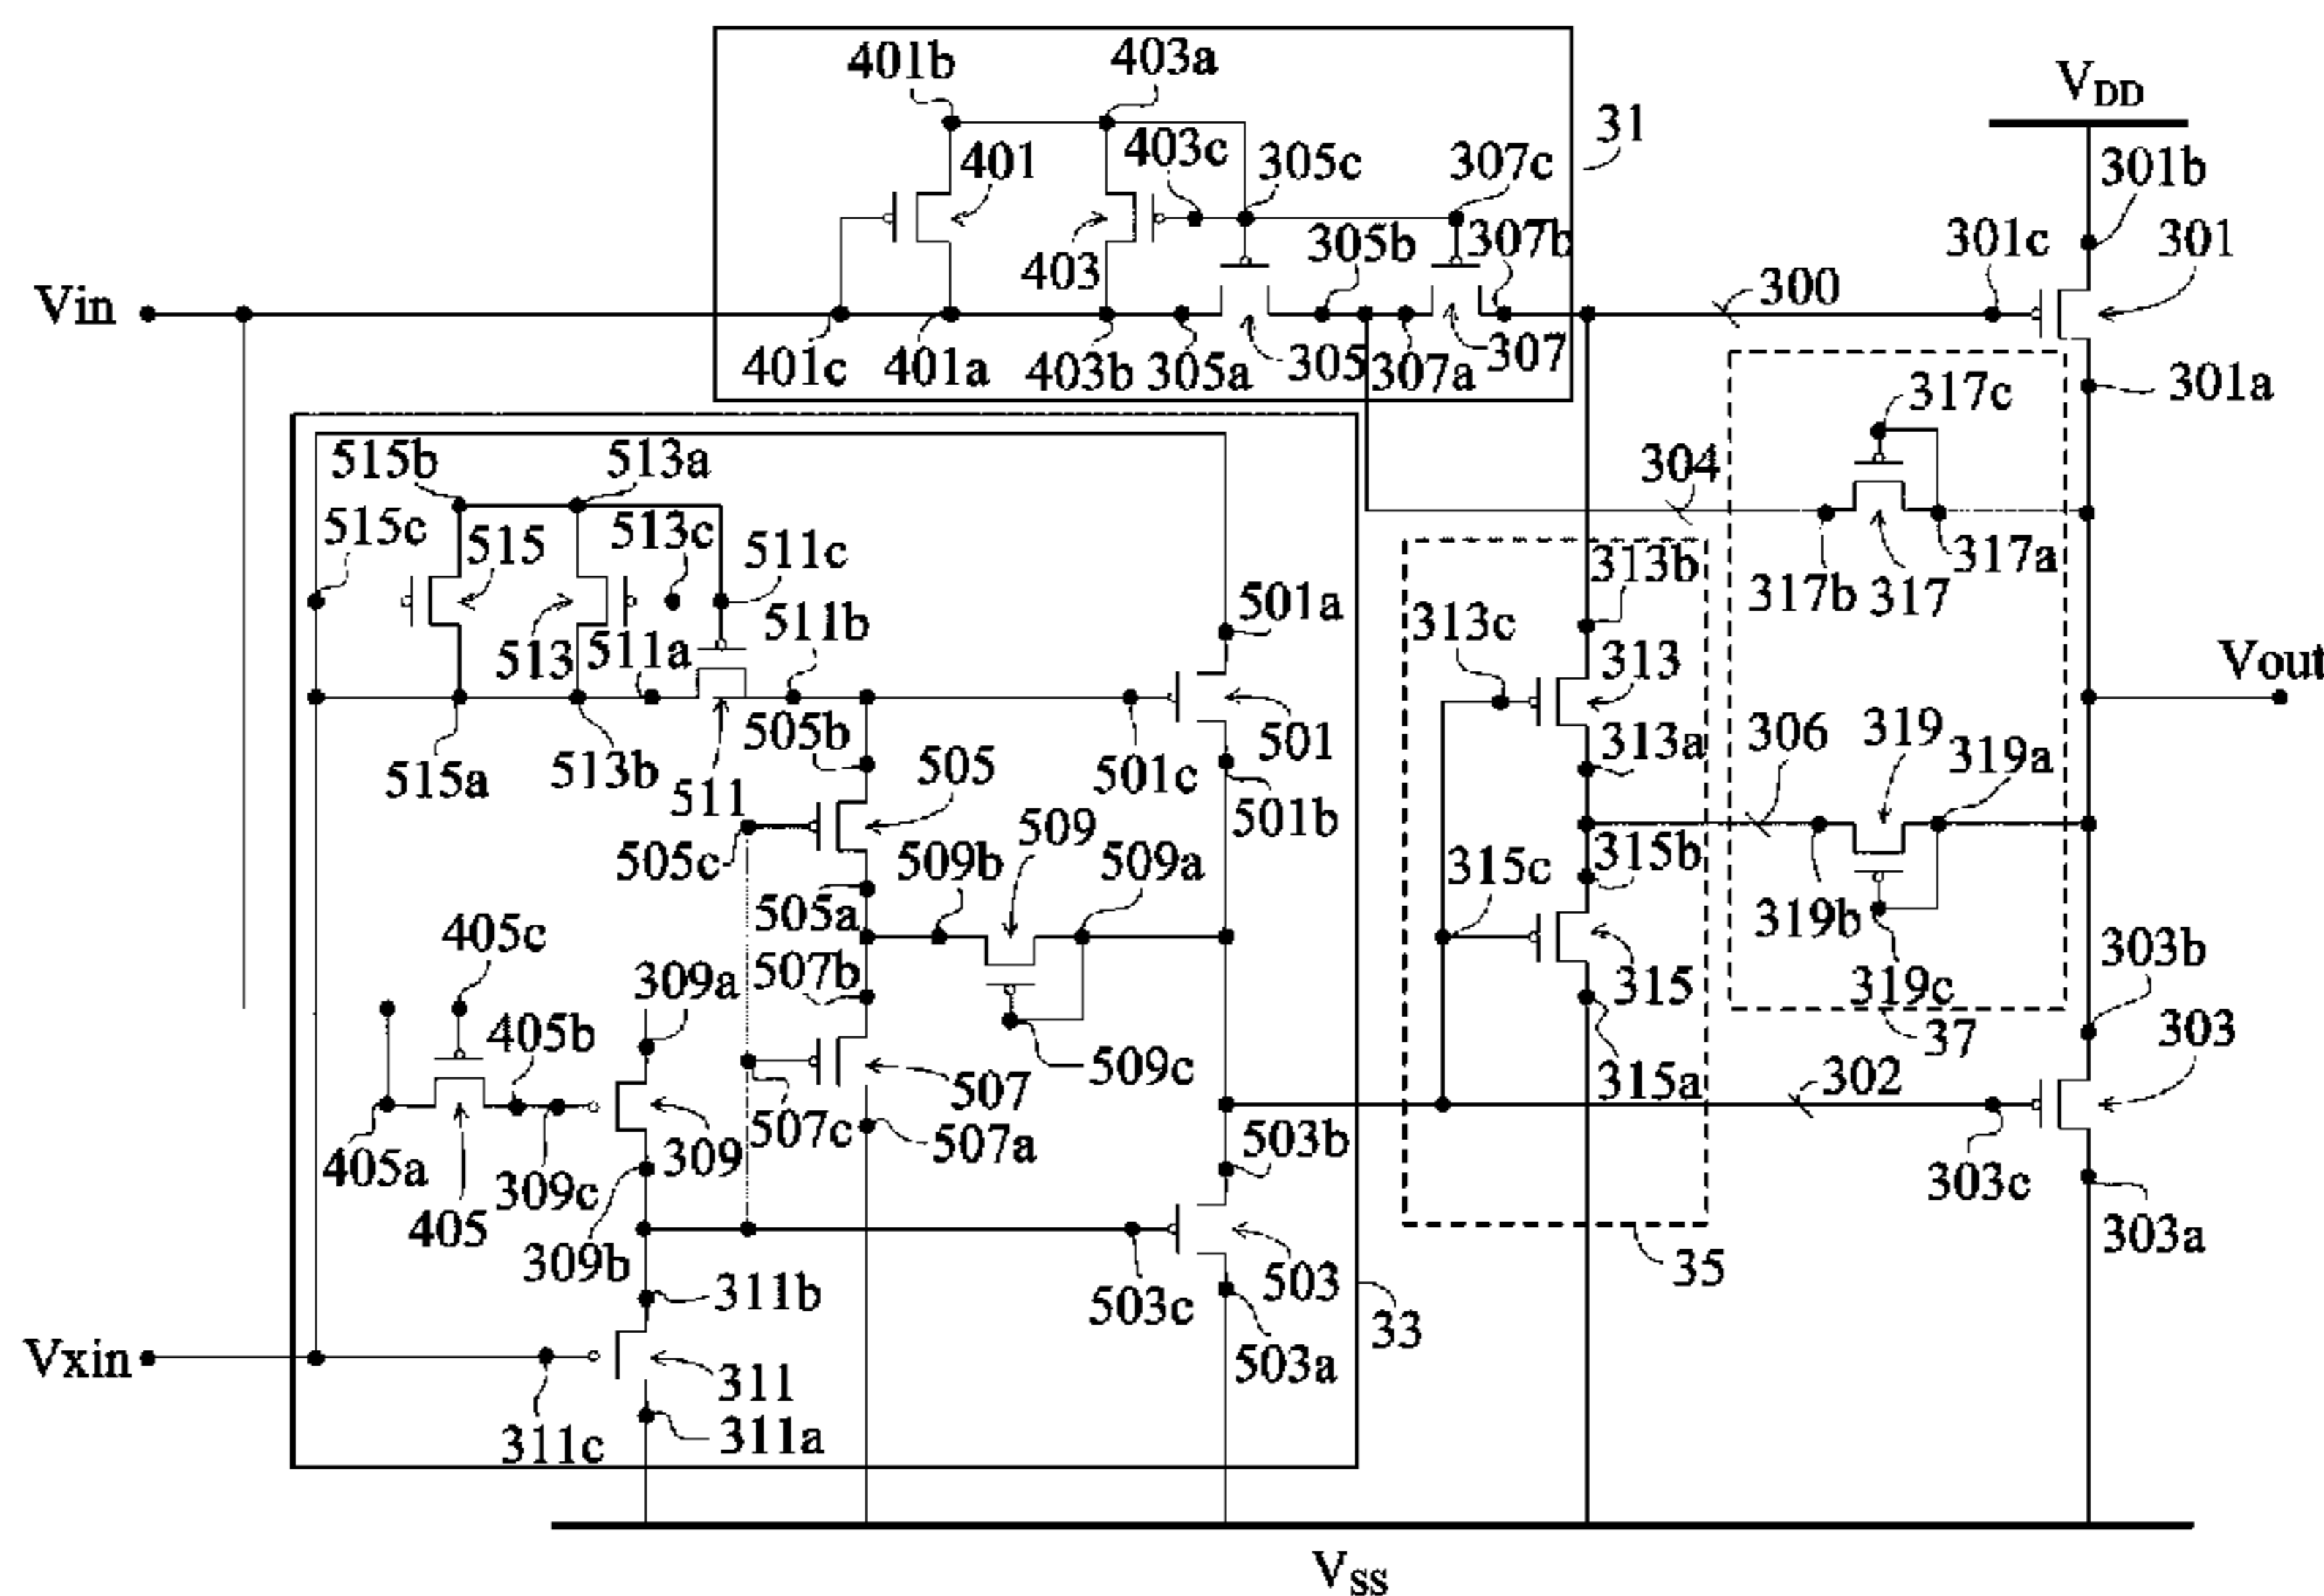 401b 403a
V_DD
31
401 403c 305c 307c 301b
305b 307b 301c 301
403 300
Vin
401c 401a 403b 305a 305 307a 307 301a
317c
515b 513a 304
515c 515 513c 511c
511b 501a 313b 317b 317 317a
513 511a 313c 313 Vout
505b
515a 513b 511 505 501c 501 313a 306 319 319a
501b
505c 509b 509 509a 315c 315b
505a 319b
405c 309a 507b 319c 303b
315 37 303
405b 509c
507 315a 302
405a 309c 309 507c 507a 503b 303c
405 309b 35 303a
311b 503c 503 33
Vxin 503a
311
311c 311a
V_SS